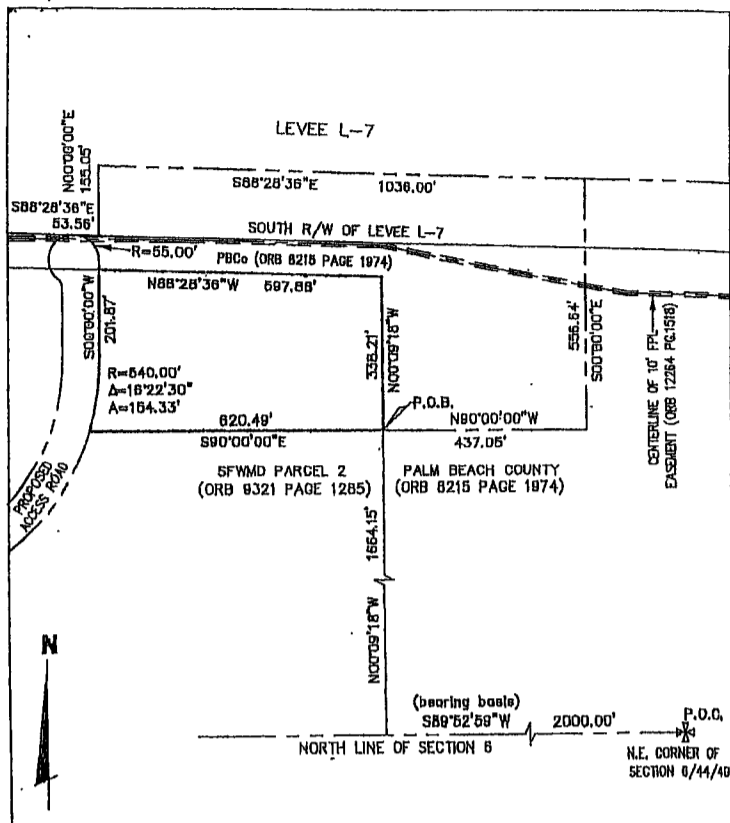 LEVEE L-7
N00°00'00"E
155.05'
S88°28'36"E
1036.00'
S88°28'36"E
53.56'
SOUTH R/W OF LEVEE L-7
R=55.00'
PBCo (ORB 8215 PAGE 1974)
N88°28'36"W 597.88'
S00°00'00"W
201.87'
338.21'
N00°09'18"W
556.64'
S00°00'00"E
CENTERLINE OF 10' FPL
EASEMENT (ORB 12264 PG.1518)
R=540.00'
Δ=16°22'30"
A=154.33'
P.O.B.
620.49'
S90°00'00"E
N90°00'00"W
437.05'
SFWMD PARCEL 2
(ORB 9321 PAGE 1285)
PALM BEACH COUNTY
(ORB 8215 PAGE 1974)
PROPOSED
ACCESS ROAD
1664.15'
N00°09'18"W
N
(bearing basis)
S89°52'59"W 2000.00'
P.O.C.
NORTH LINE OF SECTION 6
N.E. CORNER OF
SECTION 6/44/40